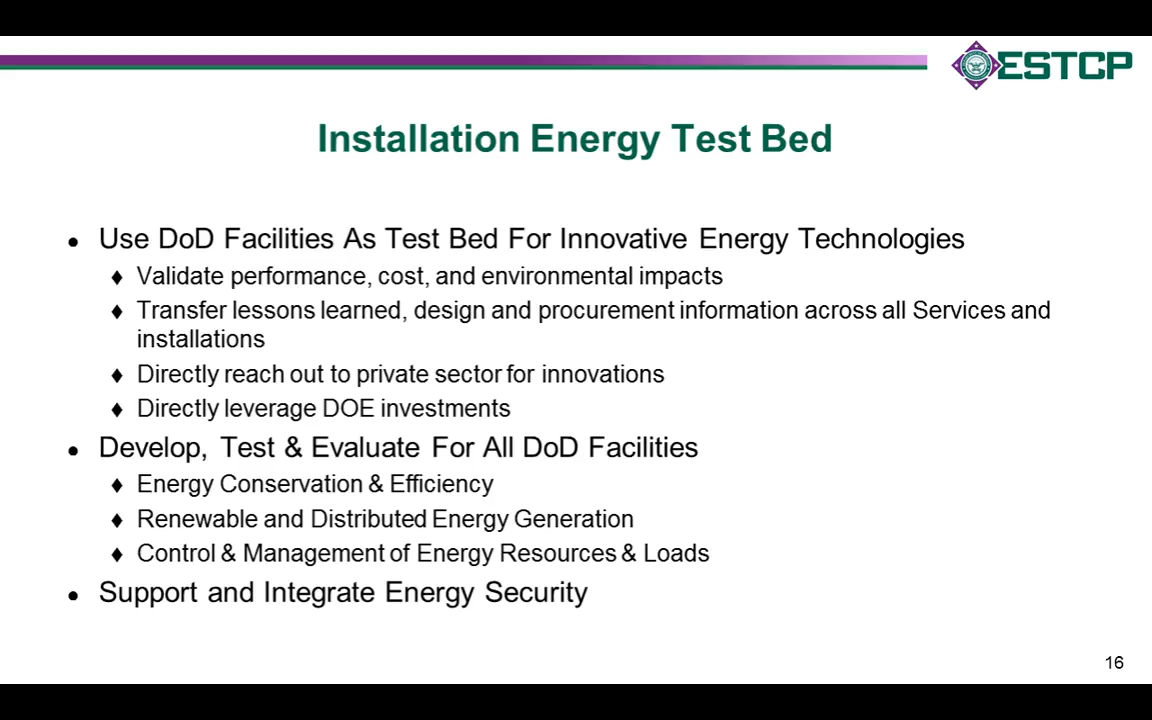 ESTCP
Installation Energy Test Bed
● Use DoD Facilities As Test Bed For Innovative Energy Technologies
♦ Validate performance, cost, and environmental impacts
♦ Transfer lessons learned, design and procurement information across all Services and
installations
♦ Directly reach out to private sector for innovations
♦ Directly leverage DOE investments
● Develop, Test & Evaluate For All DoD Facilities
♦ Energy Conservation & Efficiency
♦ Renewable and Distributed Energy Generation
♦ Control & Management of Energy Resources & Loads
● Support and Integrate Energy Security
16